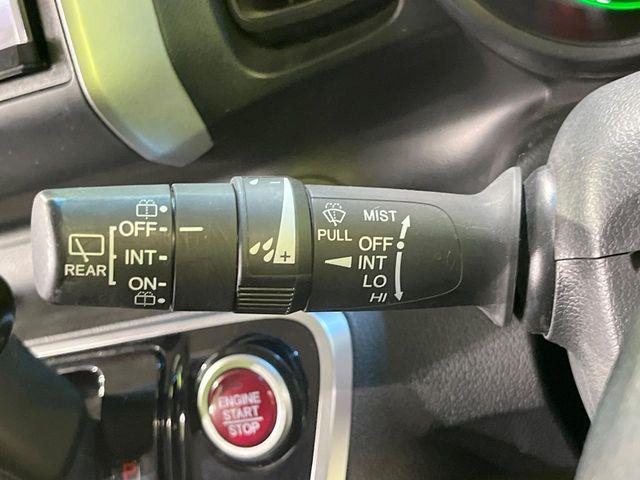 REAR
OFF
INT
ON
-
+
PULL
MIST
OFF
INT
LO
HI
ENGINE
START
STOP
P